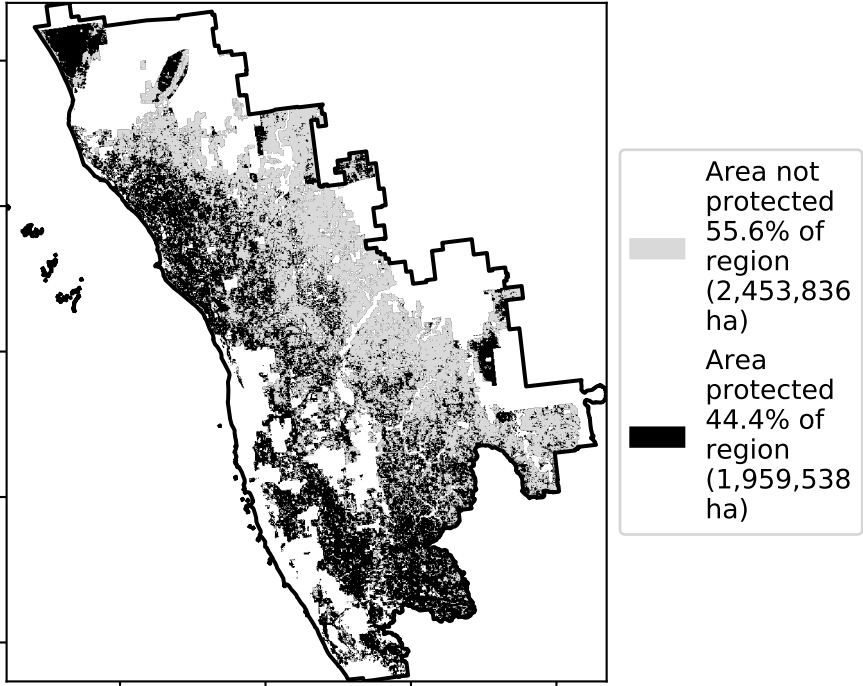 Area not
protected
55.6% of
region
(2,453,836
ha)
Area
protected
44.4% of
region
(1,959,538
ha)